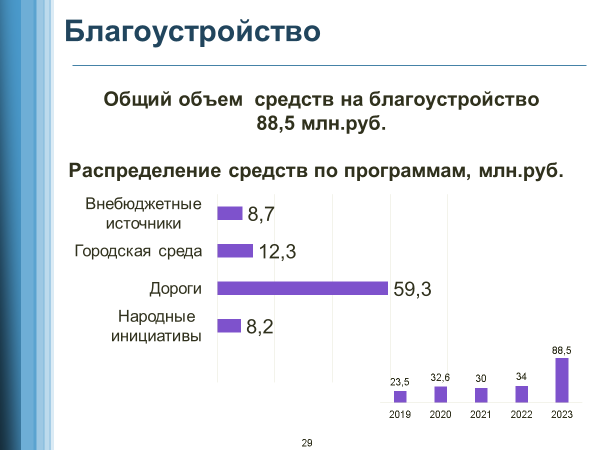 Благоустройство
Общий объем средств на благоустройство
88,5 млн.руб.
Распределение средств по программам, млн.руб.
Внебюджетные
источники
8,7
Городская среда
12,3
Дороги
59,3
Народные
инициативы
8,2
23,5
32,6
30
34
88,5
2019
2020
2021
2022
2023
29